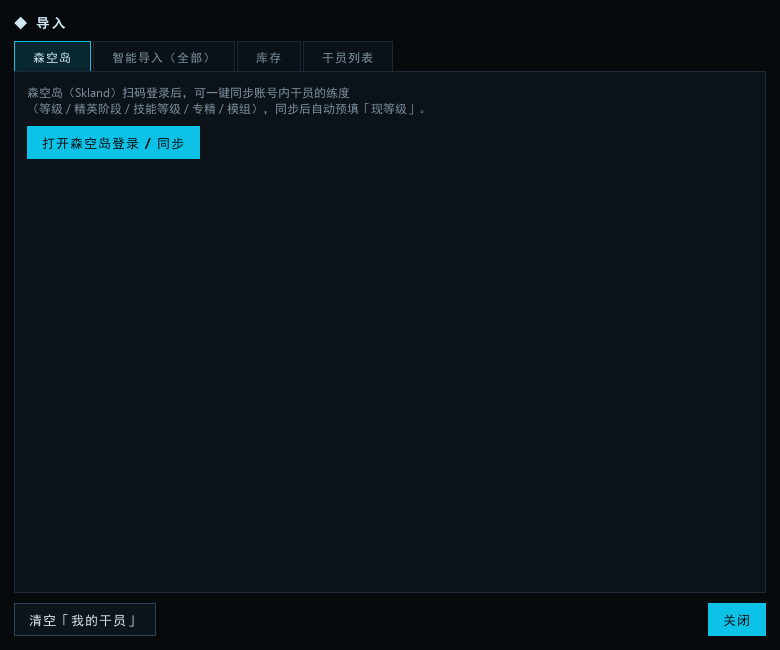 ◆ 导入
森空岛
智能导入（全部）
库存
干员列表
森空岛（Skland）扫码登录后，可一键同步账号内干员的练度
（等级 / 精英阶段 / 技能等级 / 专精 / 模组），同步后自动预填「现等级」。
打开森空岛登录 / 同步
清空「我的干员」
关闭